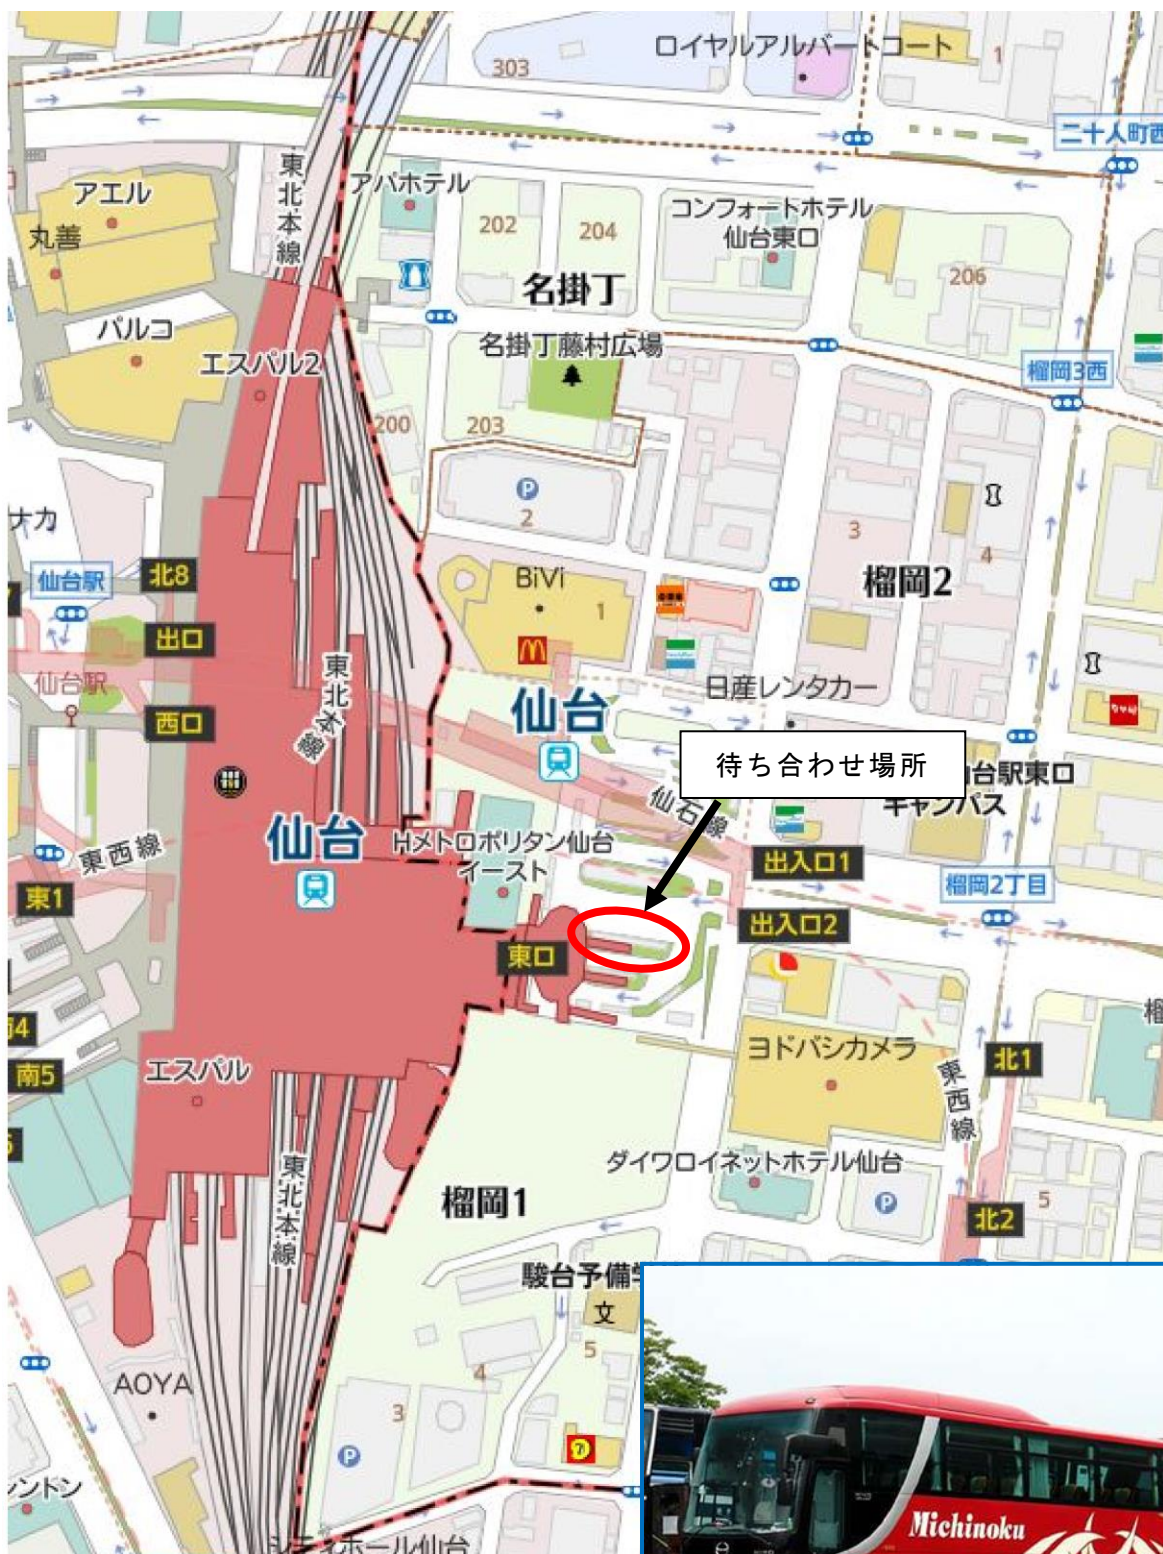 ロイヤルアルバートコート
303
1
二十人町西
東北本線
アパホテル
アエル
丸善
202
204
コンフォートホテル
仙台東口
206
名掛丁
パルコ
エスパル2
名掛丁藤村広場
榴岡3西
200
203
P
2
3
4
ナカ
仙台駅
北8
BiVi
1
榴岡2
出口
仙台駅
西口
東北本線
仙台
日産レンタカー
待ち合わせ場所
台駅東口
キャンパス
仙石線
東西線
仙台
Hメトロポリタン仙台
イースト
出入口1
榴岡2丁目
東1
出入口2
東口
ヨドバシカメラ
南5
エスパル
北1
東西線
ダイワロイネットホテル仙台
P
東北本線
榴岡1
5
北2
駿台予備学
文
5
4
AOYA
3
P
ントン
Michinoku